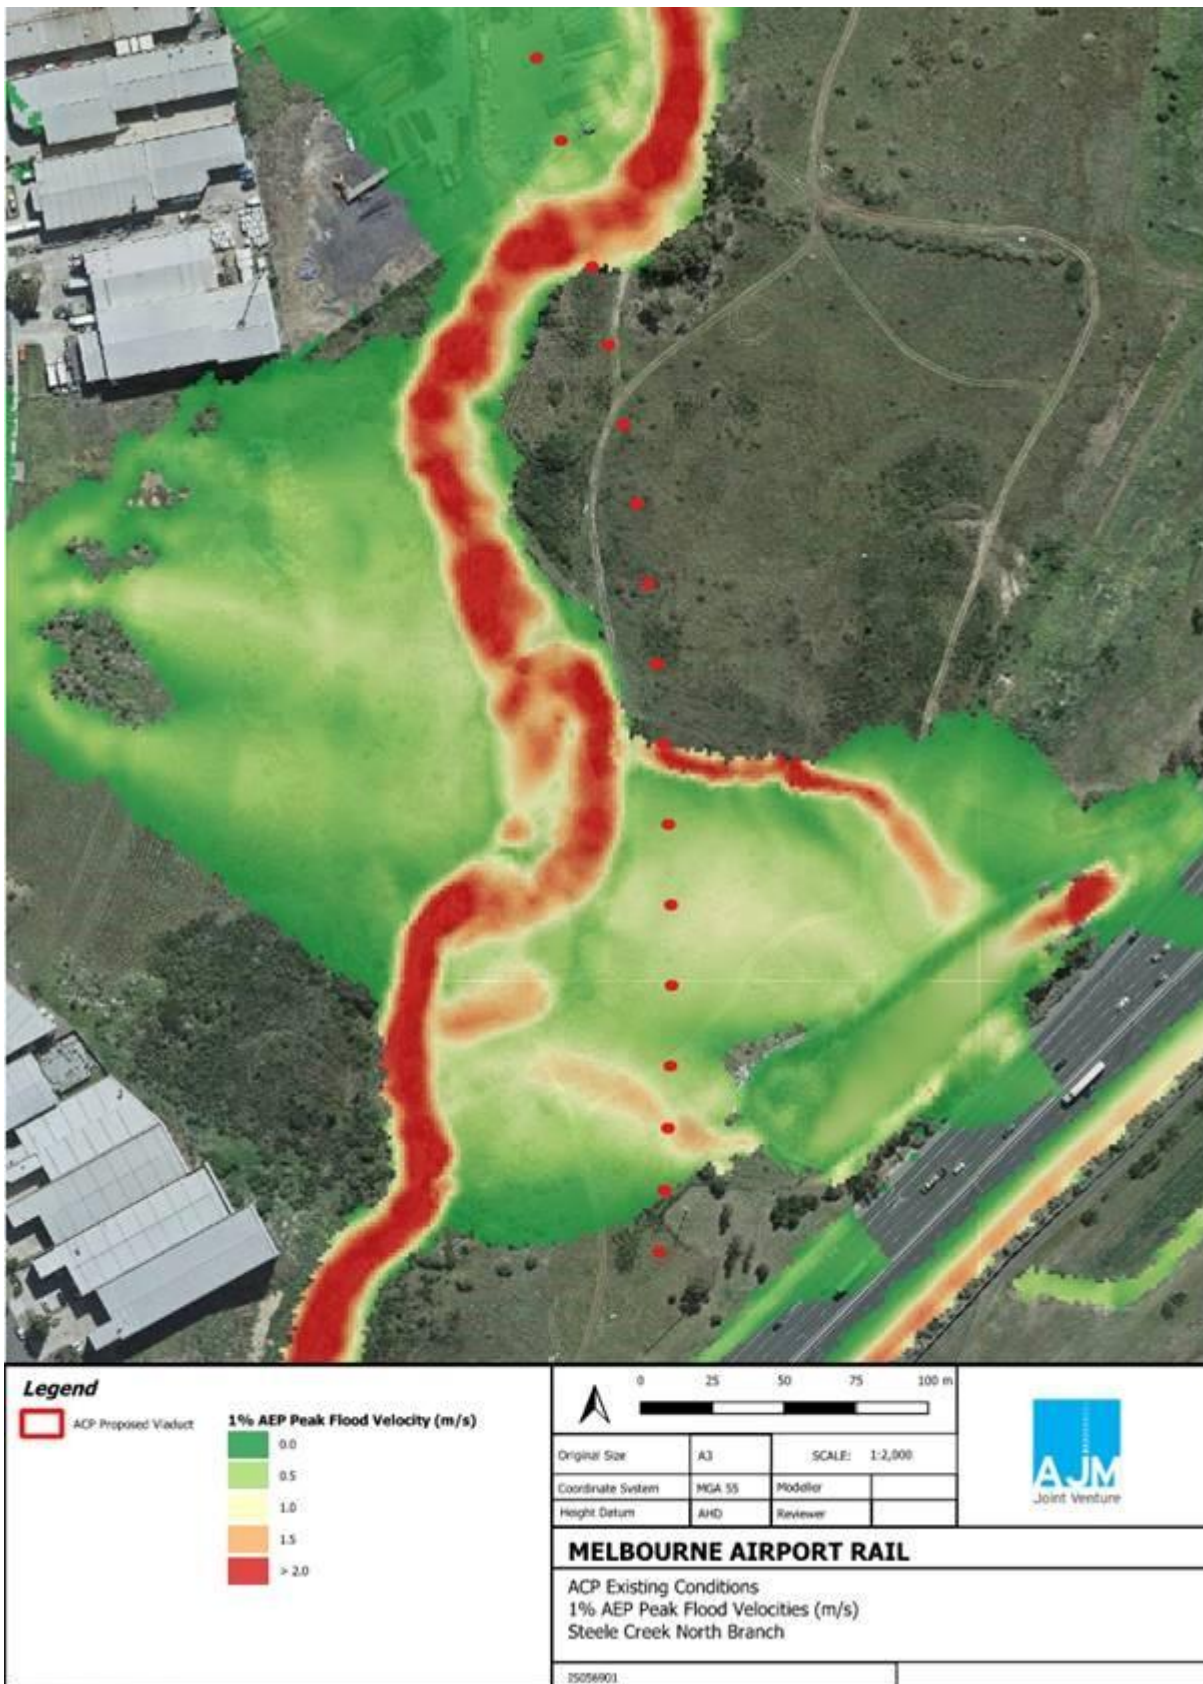 Legend
ACP Proposed Viaduct
1% AEP Peak Flood Velocity (m/s)
0.0
0.5
1.0
1.5
> 2.0
0 25 50 75 100 m
Original Size A3 SCALE: 1:2,000
Coordinate System MGA 55 Modeller
Height Datum AHD Reviewer
AJM
Joint Venture
MELBOURNE AIRPORT RAIL
ACP Existing Conditions
1% AEP Peak Flood Velocities (m/s)
Steele Creek North Branch
IS056901